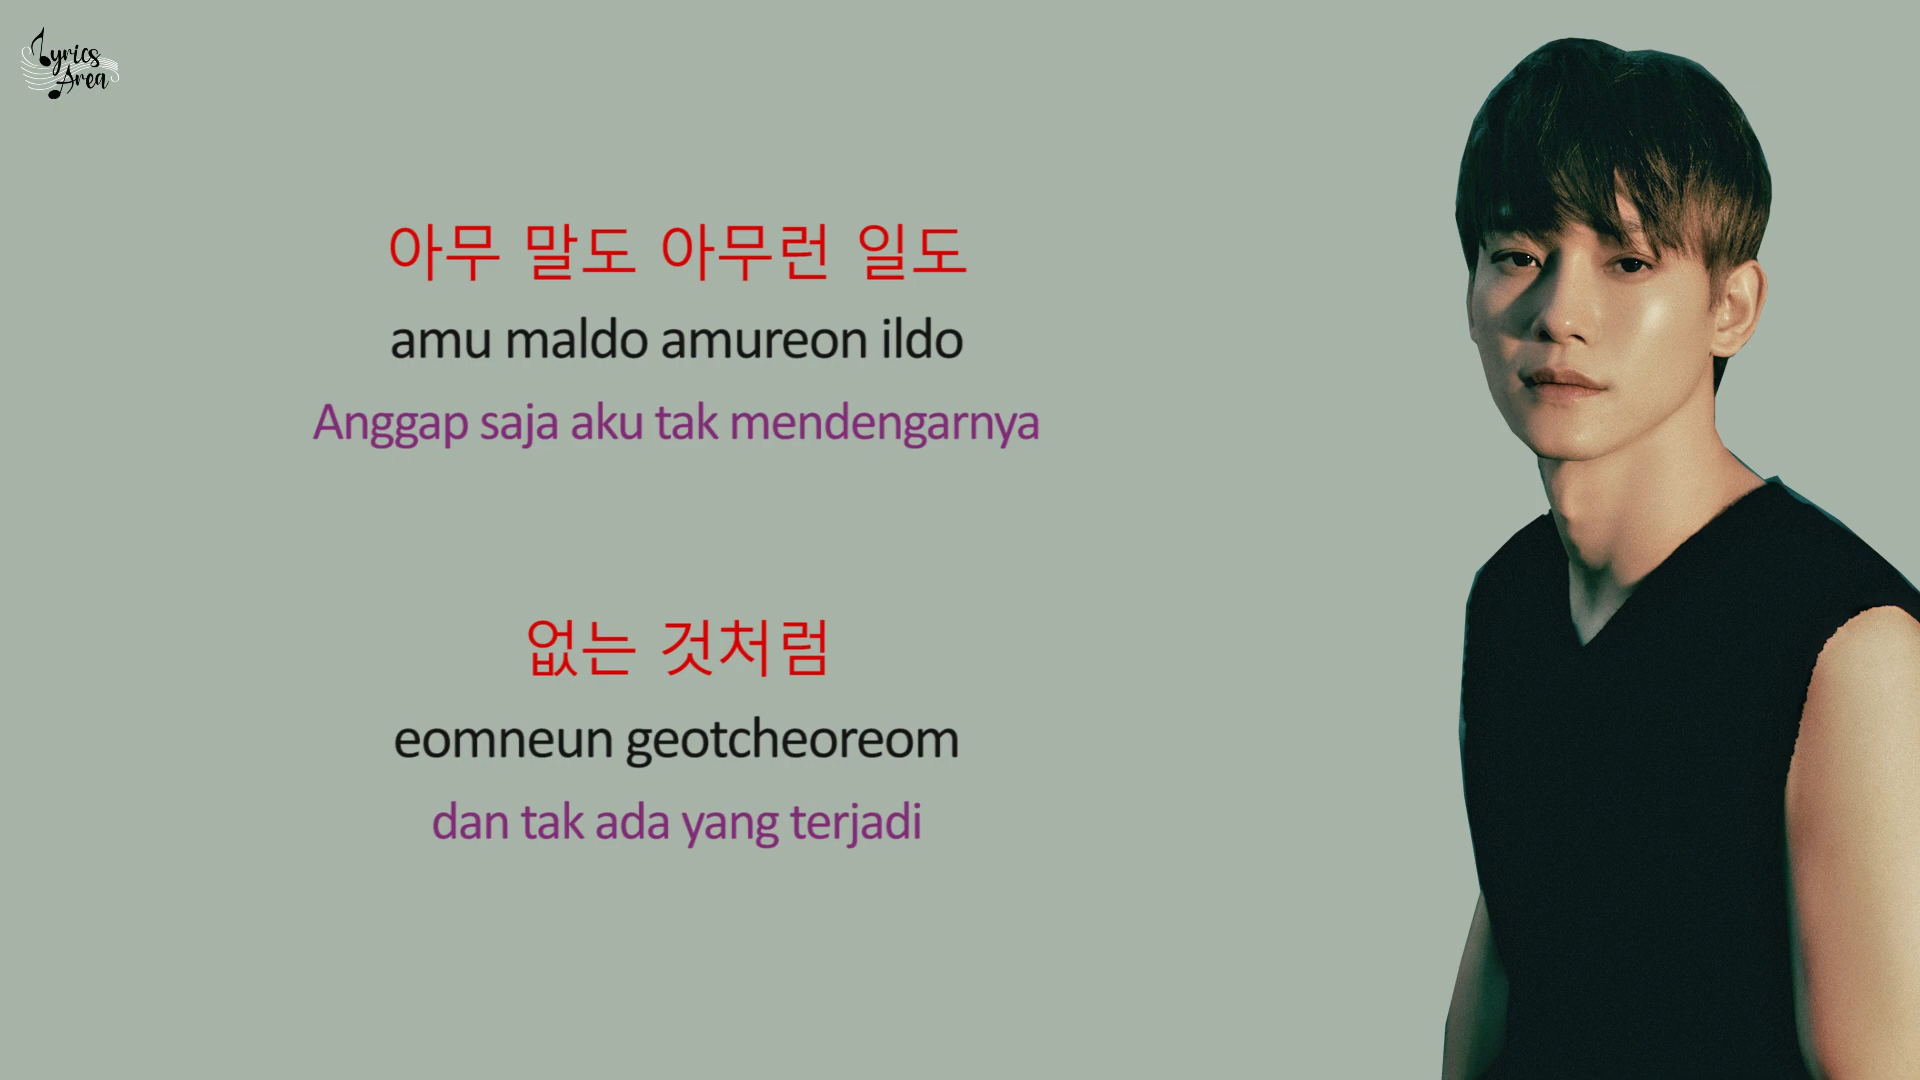 Lyrics
Area
아무 말도 아무런 일도
amu maldo amureon ildo
Anggap saja aku tak mendengarnya
없는 것처럼
eomneun geotcheoreom
dan tak ada yang terjadi